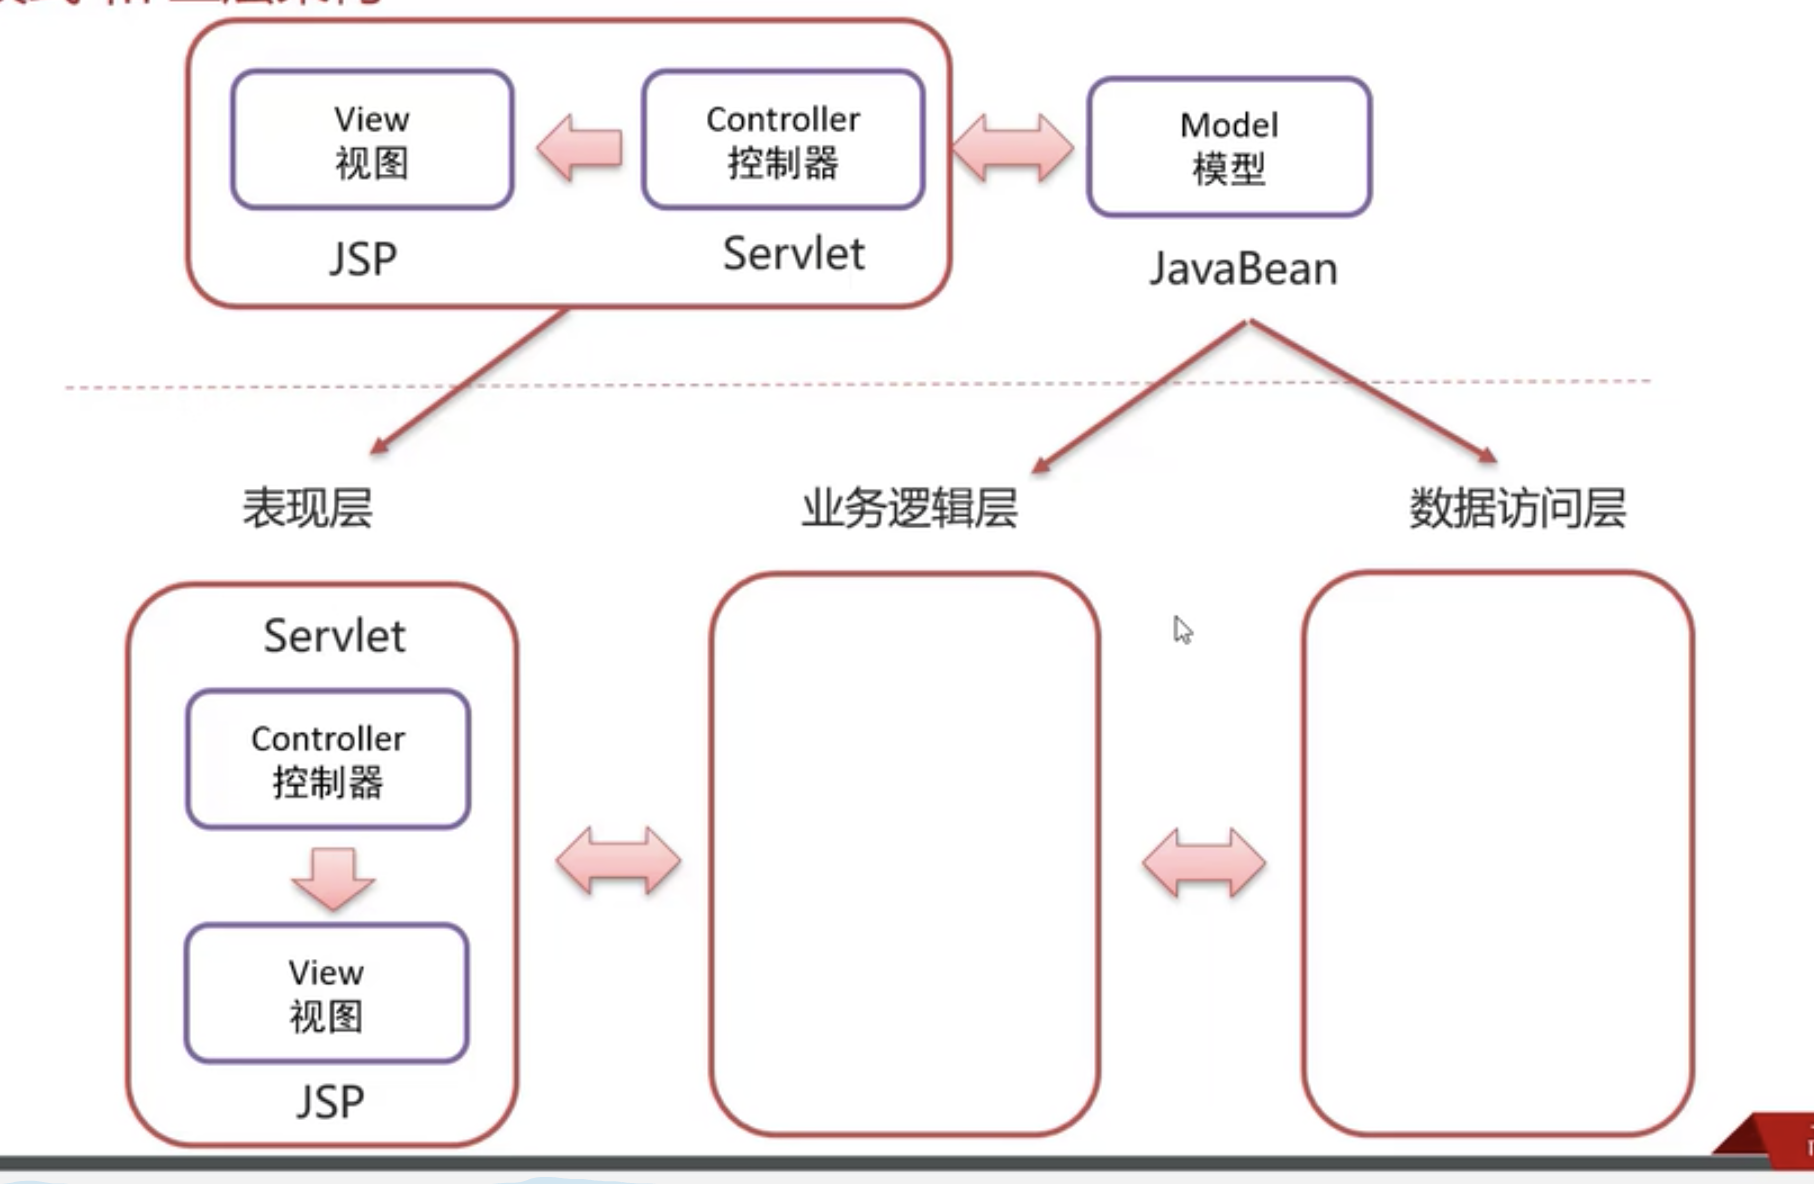 View
视图
Controller
控制器
Model
模型
JSP
Servlet
JavaBean
表现层
业务逻辑层
数据访问层
Servlet
Controller
控制器
View
视图
JSP